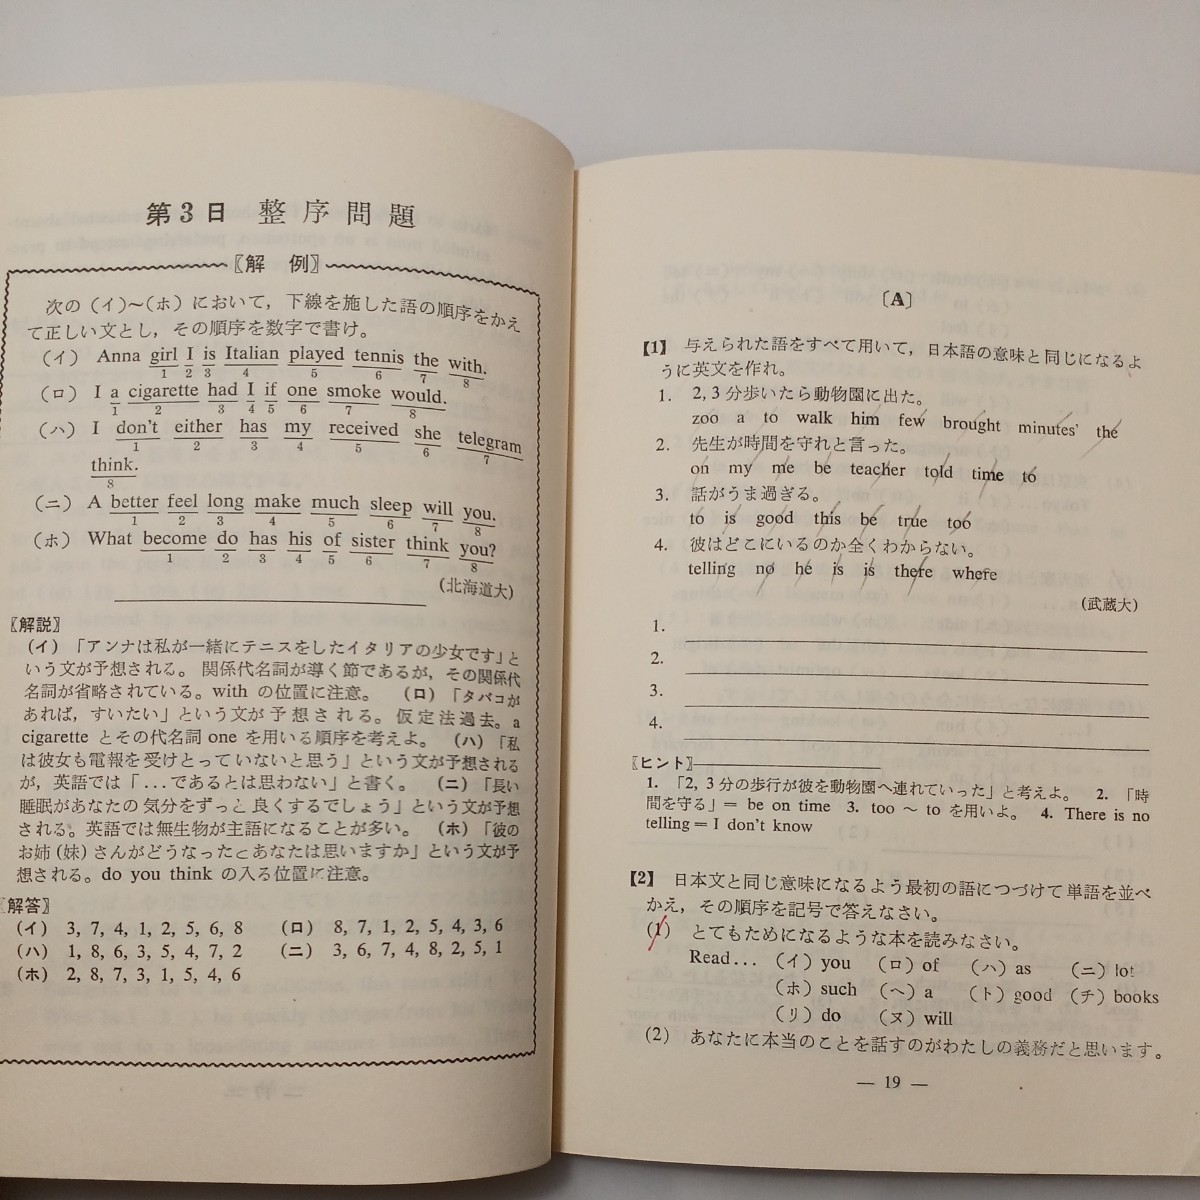 第3日 整序問題
〖解 例〗
次の(イ)~(ホ)において,下線を施した語の順序をかえ
て正しい文とし,その順序を数字で書け。
(イ) Anna girl I is Italian played tennis the with.
1 2 3 4 5 6 7 8
(ロ) I a cigarette had I if one smoke would.
1 2 3 4 5 6 7 8
(ハ) I don't either has my received she telegram
1 2 3 4 5 6 7
think.
8
(ニ) A better feel long make much sleep will you.
1 2 3 4 5 6 7 8
(ホ) What become do has his of sister think you?
1 2 3 4 5 6 7 8
(北海道大)
〖解説〗
(イ) 「アンナは私が一緒にテニスをしたイタリアの少女です」と
いう文が予想される。関係代名詞が導く節であるが,その関係代
名詞が省略されている。with の位置に注意。 (ロ) 「タバコが
あれば,すいたい」という文が予想される。仮定法過去。a
cigarette とその代名詞 one を用いる順序を考えよ。 (ハ) 「私
は彼女も電報を受けとっていないと思う」という文が予想される
が,英語では「...であるとは思わない」と書く。 (ニ) 「長い
睡眠があなたの気分をずっと良くするでしょう」という文が予想
される。英語では無生物が主語になることが多い。 (ホ) 「彼の
お姉(妹)さんがどうなったとあなたは思いますか」という文が予
想される。do you think の入る位置に注意。
〖解答〗
(イ) 3, 7, 4, 1, 2, 5, 6, 8 (ロ) 8, 7, 1, 2, 5, 4, 3, 6
(ハ) 1, 8, 6, 3, 5, 4, 7, 2 (ニ) 3, 6, 7, 4, 8, 2, 5, 1
(ホ) 2, 8, 7, 3, 1, 5, 4, 6
〔A〕
【1】 与えられた語をすべて用いて,日本語の意味と同じになるよ
うに英文を作れ。
1. 2,3分歩いたら動物園に出た。
zoo a to walk him few brought minutes' the
2. 先生が時間を守れと言った。
on my me be teacher told time to
3. 話がうま過ぎる。
to is good this be true too
4. 彼はどこにいるのか全くわからない。
telling no he is is there where
(武蔵大)
1.
2.
3.
4.
〖ヒント〗
1. 「2,3分の歩行が彼を動物園へ連れていった」と考えよ。 2. 「時
間を守る」= be on time 3. too ~ to を用いよ。 4. There is no
telling = I don't know
【2】 日本文と同じ意味になるよう最初の語につづけて単語を並べ
かえ,その順序を記号で答えなさい。
(1) とてもためになるような本を読みなさい。
Read... (イ) you (ロ) of (ハ) as (ニ) lot
(ホ) such (ヘ) a (ト) good (チ) books
(リ) do (ヌ) will
(2) あなたに本当のことを話すのがわたしの義務だと思います。
— 19 —